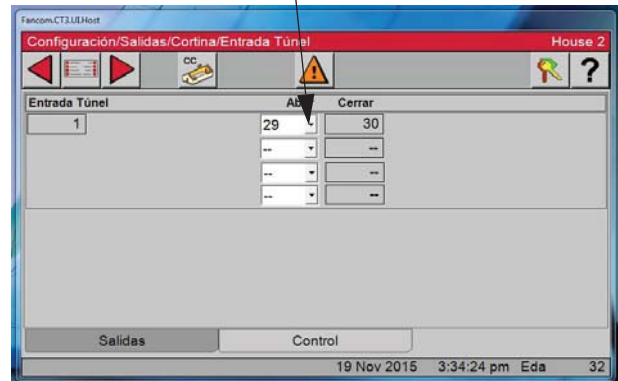 Fancom.CT3.UI.Host
Configuración/Salidas/Cortina/Entrada Túnel House 2
CC
?
Entrada Túnel Cerrar
1 29 30
-- --
-- --
-- --
Salidas Control
19 Nov 2015 3:34:24 pm Eda 32